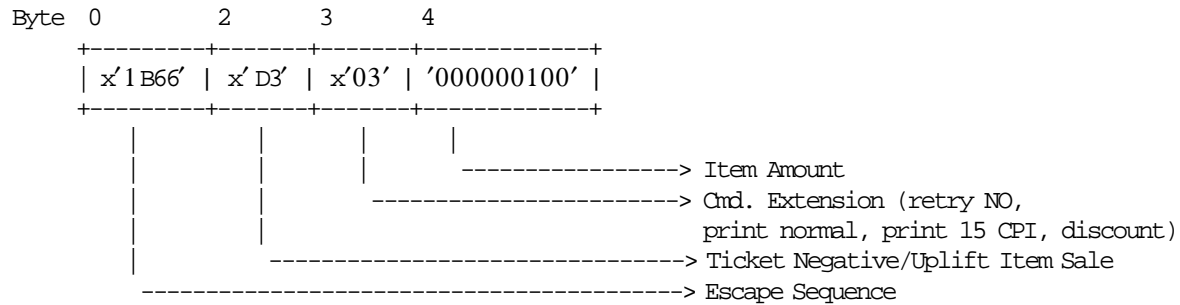 Byte 0 2 3 4
+---------+-------+-------+-------------+
| x′1B66′ | x′D3′ | x′03′ | ′000000100′ |
+---------+-------+-------+-------------+
| | | |
| | | -----------------> Item Amount
| | ------------------------> Cmd. Extension (retry NO,
| | print normal, print 15 CPI, discount)
| --------------------------------> Ticket Negative/Uplift Item Sale
------------------------------------------> Escape Sequence